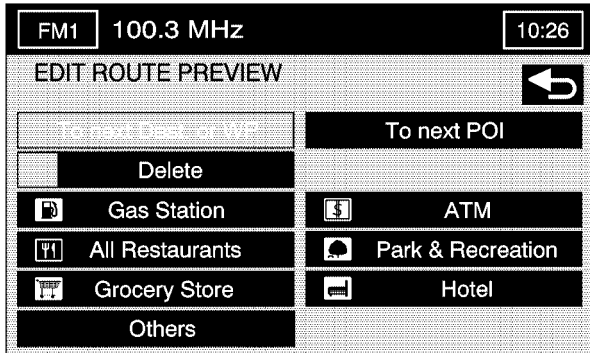 FM1 100.3 MHz 10:26
EDIT ROUTE PREVIEW
To next Dest. or WP To next POI
Delete
Gas Station $ ATM
All Restaurants Park & Recreation
Grocery Store Hotel
Others